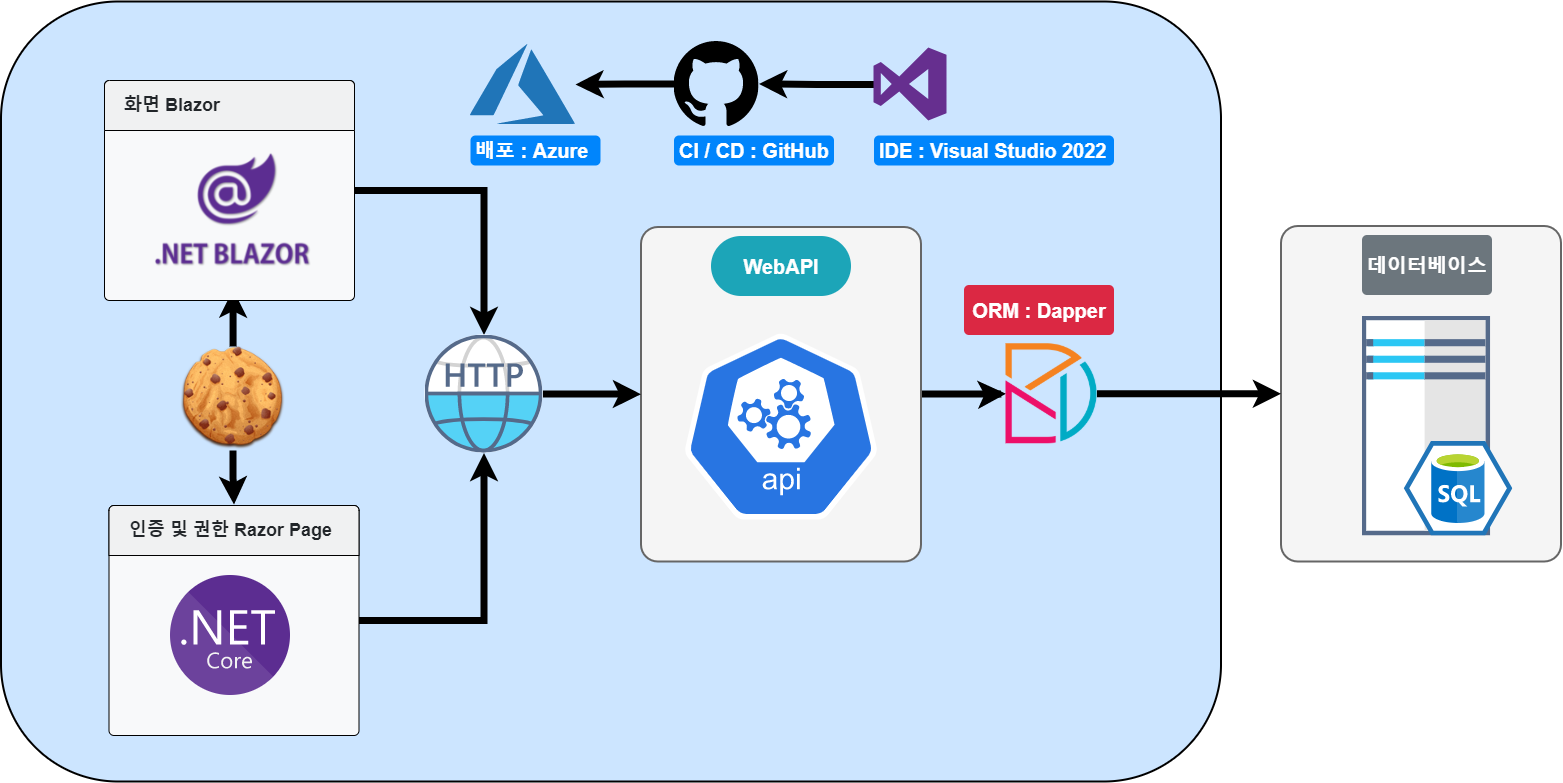 화면 Blazor
@
.NET BLAZOR
배포 : Azure
CI / CD : GitHub
IDE : Visual Studio 2022
HTTP
인증 및 권한 Razor Page
.NET
Core
WebAPI
api
ORM : Dapper
데이터베이스
SQL